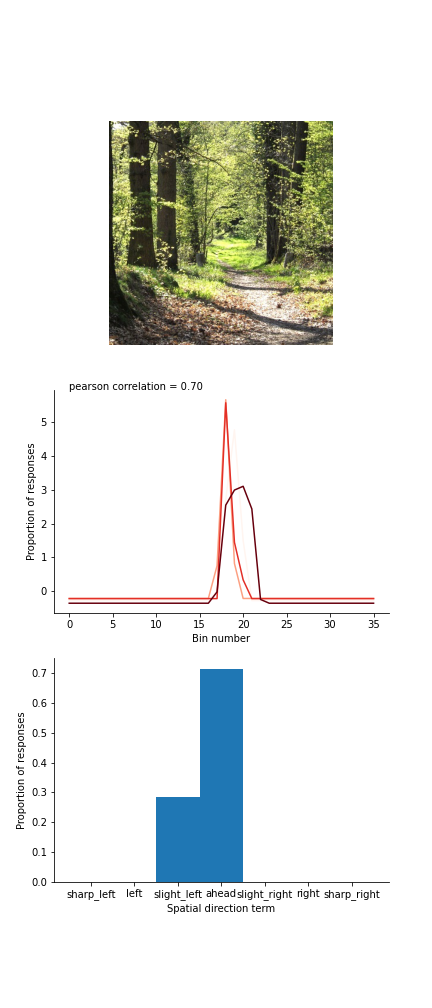 pearson correlation = 0.70
5
4
3
2
1
0
Proportion of responses
0 5 10 15 20 25 30 35
Bin number
0.7
0.6
0.5
0.4
0.3
0.2
0.1
0.0
Proportion of responses
sharp_left left slight_left ahead slight_right right sharp_right
Spatial direction term